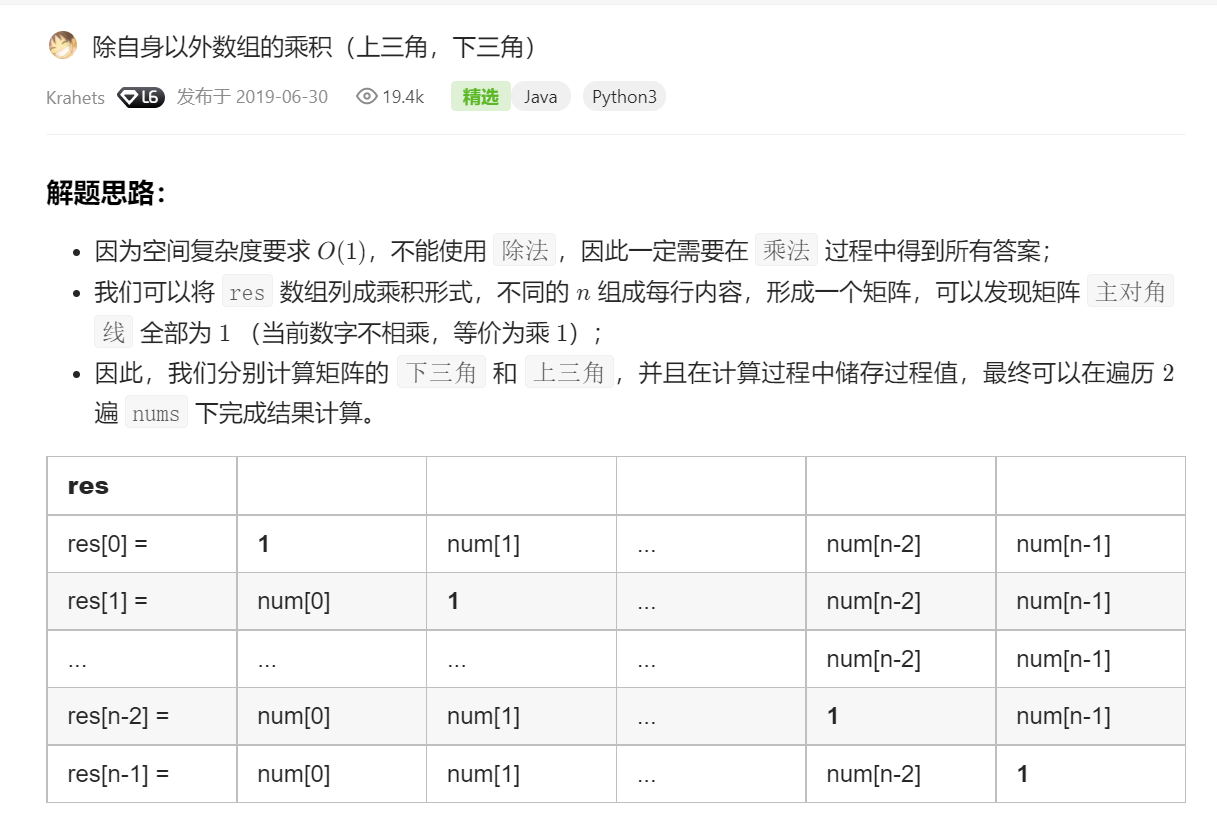 除自身以外数组的乘积（上三角，下三角）
Krahets L6 发布于 2019-06-30 19.4k 精选 Java Python3
解题思路：
• 因为空间复杂度要求 O(1)，不能使用 除法 ，因此一定需要在 乘法 过程中得到所有答案；
• 我们可以将 res 数组列成乘积形式，不同的 n 组成每行内容，形成一个矩阵，可以发现矩阵 主对角
线 全部为 1 （当前数字不相乘，等价为乘 1）；
• 因此，我们分别计算矩阵的 下三角 和 上三角 ，并且在计算过程中储存过程值，最终可以在遍历 2
遍 nums 下完成结果计算。
res
res[0] = 1 num[1] ... num[n-2] num[n-1]
res[1] = num[0] 1 ... num[n-2] num[n-1]
... ... ... ... num[n-2] num[n-1]
res[n-2] = num[0] num[1] ... 1 num[n-1]
res[n-1] = num[0] num[1] ... num[n-2] 1